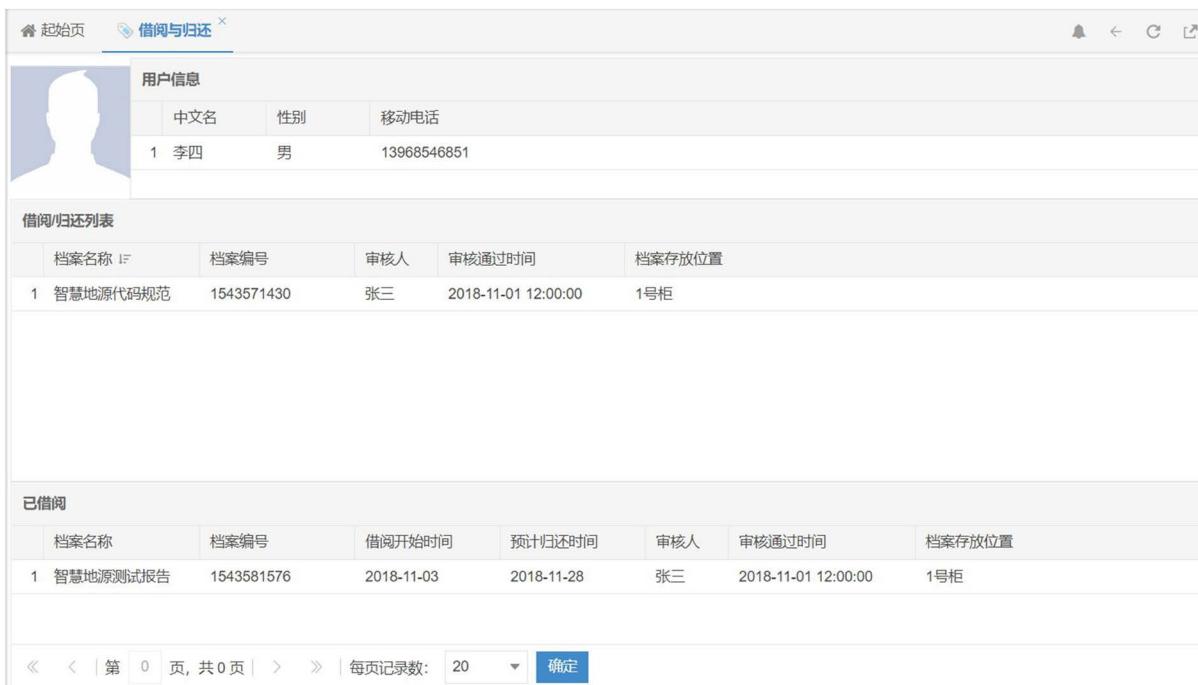 起始页 借阅与归还 ×
用户信息
中文名 性别 移动电话
1 李四 男 13968546851
借阅/归还列表
档案名称 档案编号 审核人 审核通过时间 档案存放位置
1 智慧地源代码规范 1543571430 张三 2018-11-01 12:00:00 1号柜
已借阅
档案名称 档案编号 借阅开始时间 预计归还时间 审核人 审核通过时间 档案存放位置
1 智慧地源测试报告 1543581576 2018-11-03 2018-11-28 张三 2018-11-01 12:00:00 1号柜
第 0 页, 共 0 页 每页记录数: 20 确定